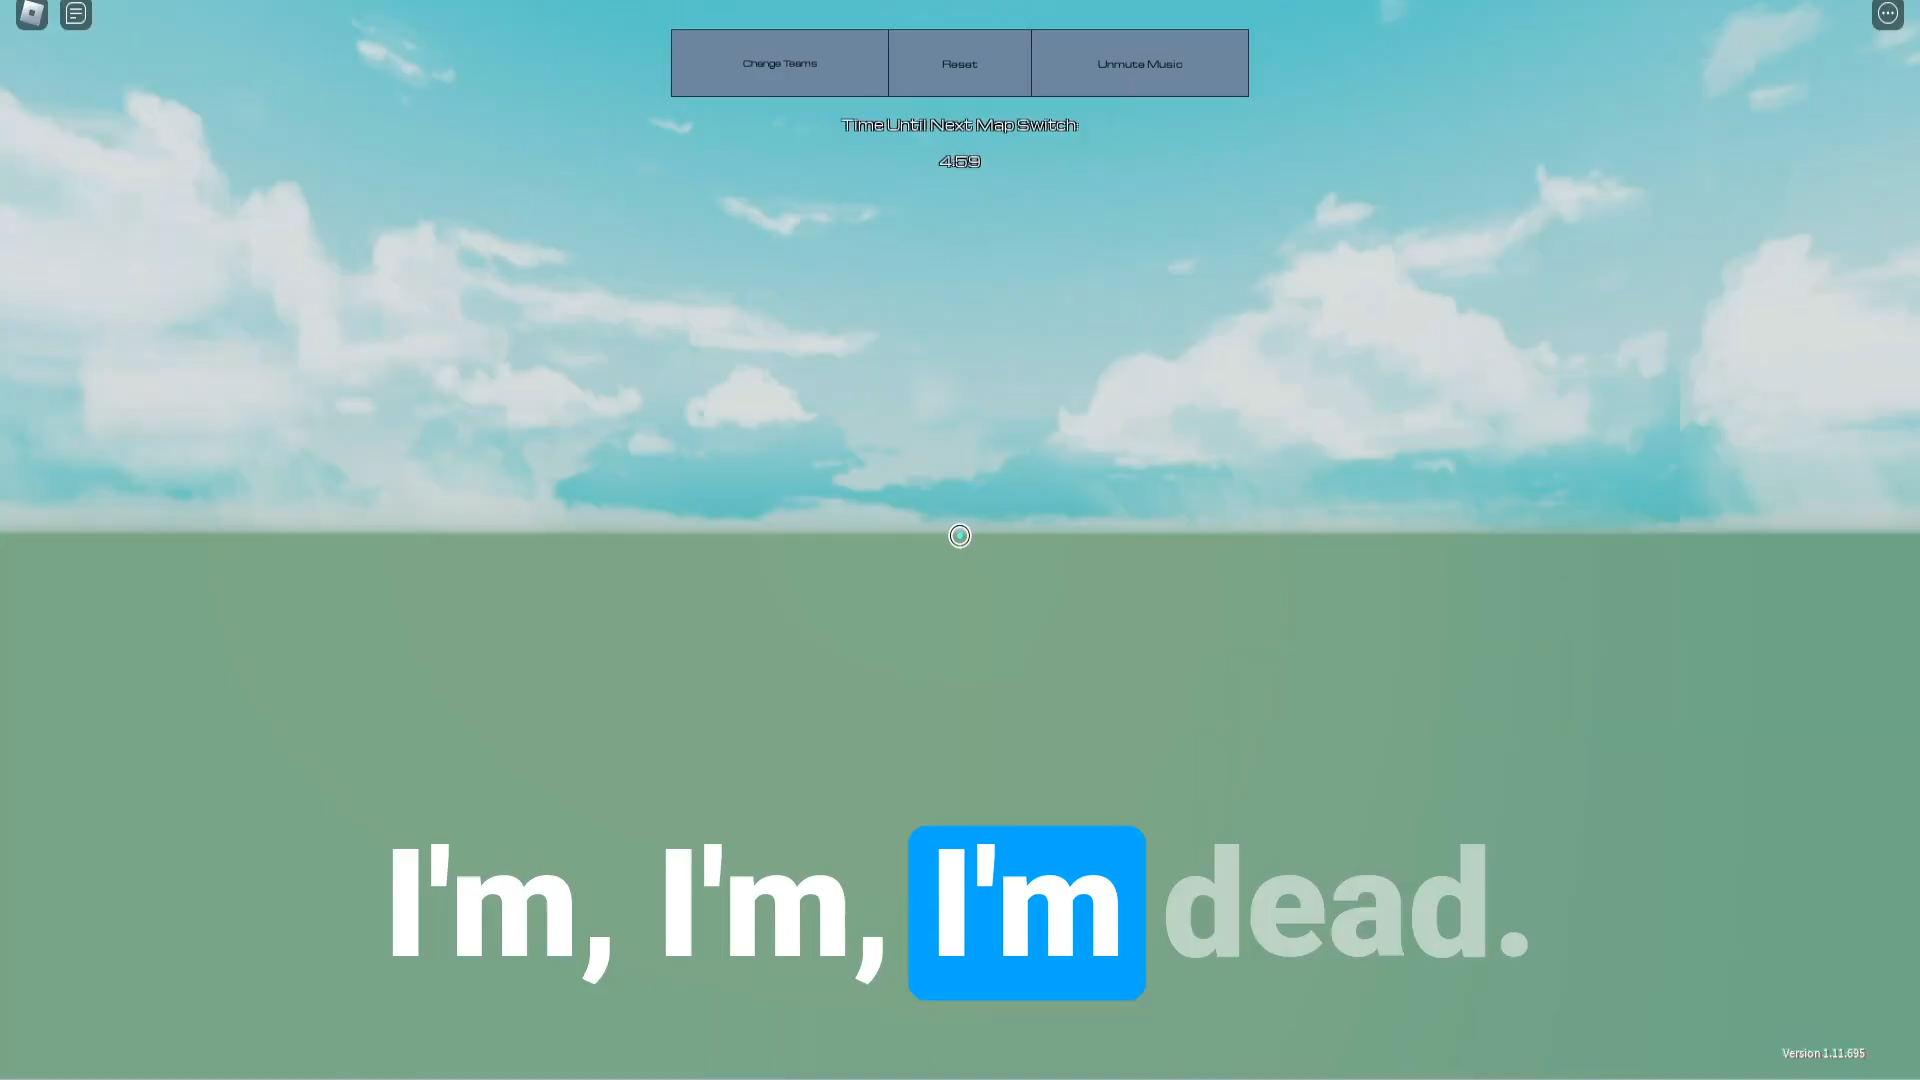 Change Teams
Reset
Unmute Music
Time Until Next Map Switch:
4:59
I'm, I'm, I'm dead.
Version 1.11.695